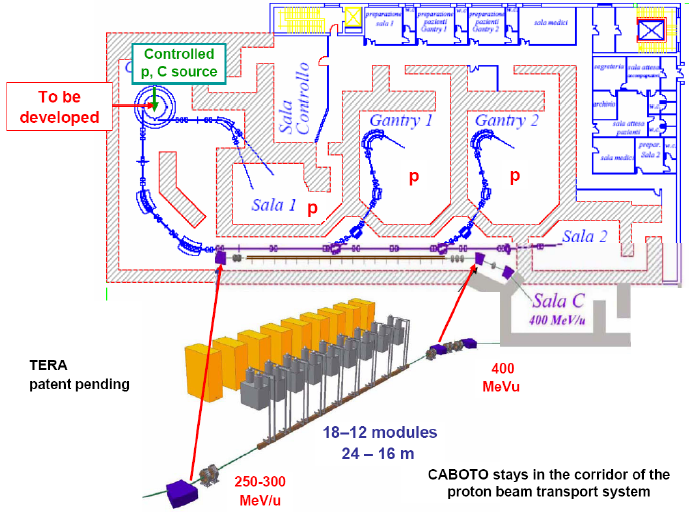 preparazione
sala 1
preparazione
pazienti
Gantry 1
preparazione
pazienti
Gantry 2
sala medici
Controlled
p, C source
To be
developed
Sala
Controllo
Gantry 1
Gantry 2
segreteria
sala attesa
accompagnatori
archivio
w.c.
w.c.
sala attesa
pazienti
sala medici
prepar.
Sala 2
w.c.
p
p
Sala 1
p
Sala 2
Sala C
400 MeV/u
TERA
patent pending
400
MeVu
18–12 modules
24 – 16 m
250-300
MeV/u
CABOTO stays in the corridor of the
proton beam transport system